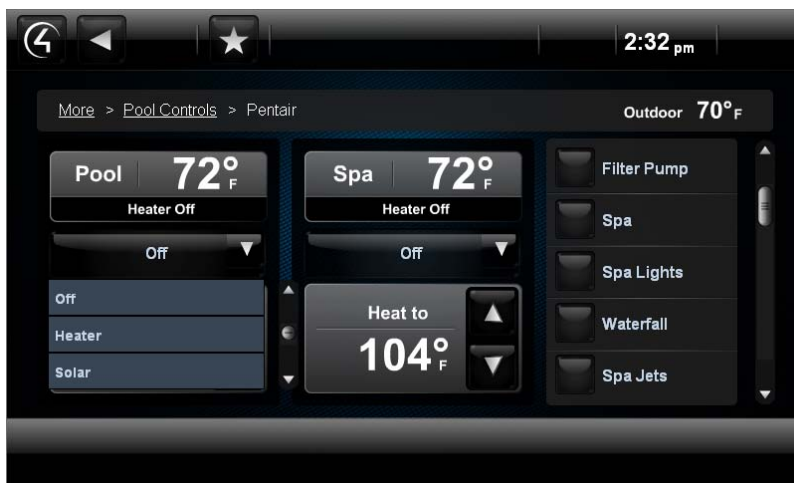 2:32 pm
More > Pool Controls > Pentair
Outdoor 70°F
Pool 72°F
Heater Off
Off
Off
Heater
Solar
Spa 72°F
Heater Off
Off
Heat to
104°F
Filter Pump
Spa
Spa Lights
Waterfall
Spa Jets